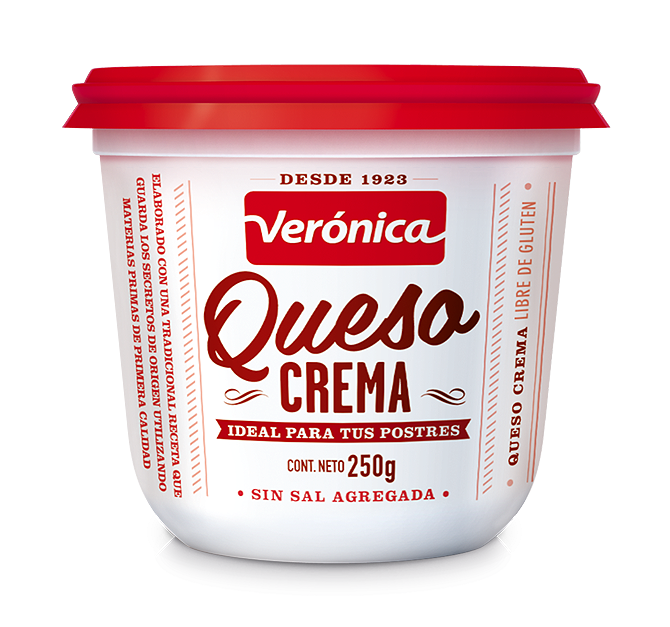 DESDE 1923
Verónica
Queso
CREMA
IDEAL PARA TUS POSTRES
CONT. NETO 250g
• SIN SAL AGREGADA •
ELABORADO CON UNA TRADICIONAL RECETA QUE
GUARDA LOS SECRETOS DE ORIGEN UTILIZANDO
MATERIAS PRIMAS DE PRIMERA CALIDAD
• QUESO CREMA LIBRE DE GLUTEN •